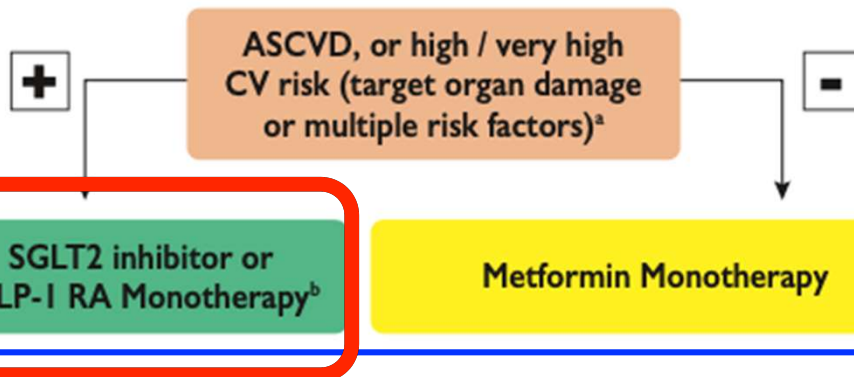 ASCVD, or high / very high
CV risk (target organ damage
or multiple risk factors)ᵃ
+
-
SGLT2 inhibitor or
LP-1 RA Monotherapyᵇ
Metformin Monotherapy